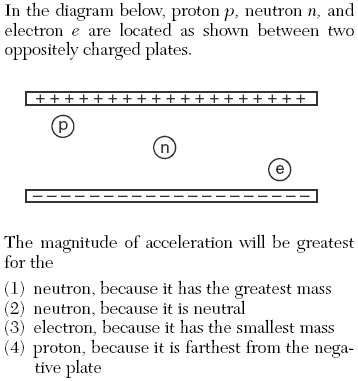 In the diagram below, proton p, neutron n, and
electron e are located as shown between two
oppositely charged plates.
+ + + + + + + + + + + + + + + + + + +
p
n
e
− − − − − − − − − − − − − − − − − − −
The magnitude of acceleration will be greatest
for the
(1) neutron, because it has the greatest mass
(2) neutron, because it is neutral
(3) electron, because it has the smallest mass
(4) proton, because it is farthest from the nega-
tive plate